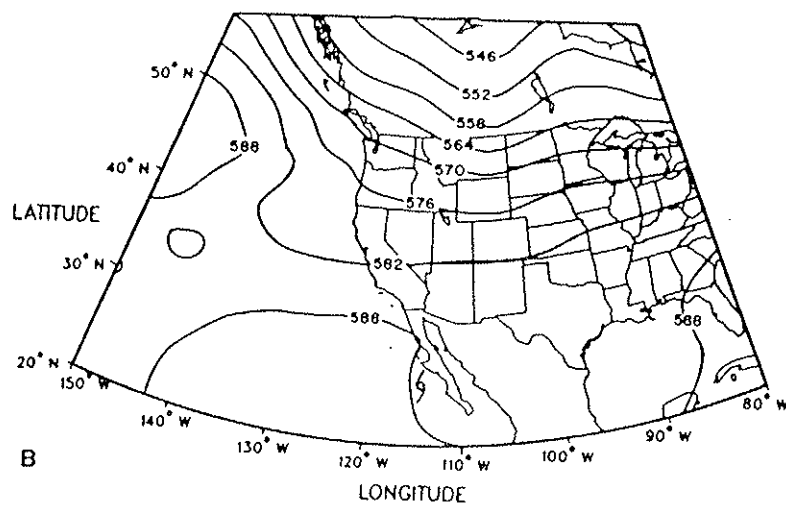 546
50° N
552
588
558
564
40° N
570
LATITUDE
576
30° N
582
588
588
20° N
150° W
80° W
140° W
90° W
130° W
100° W
120° W
110° W
B
LONGITUDE